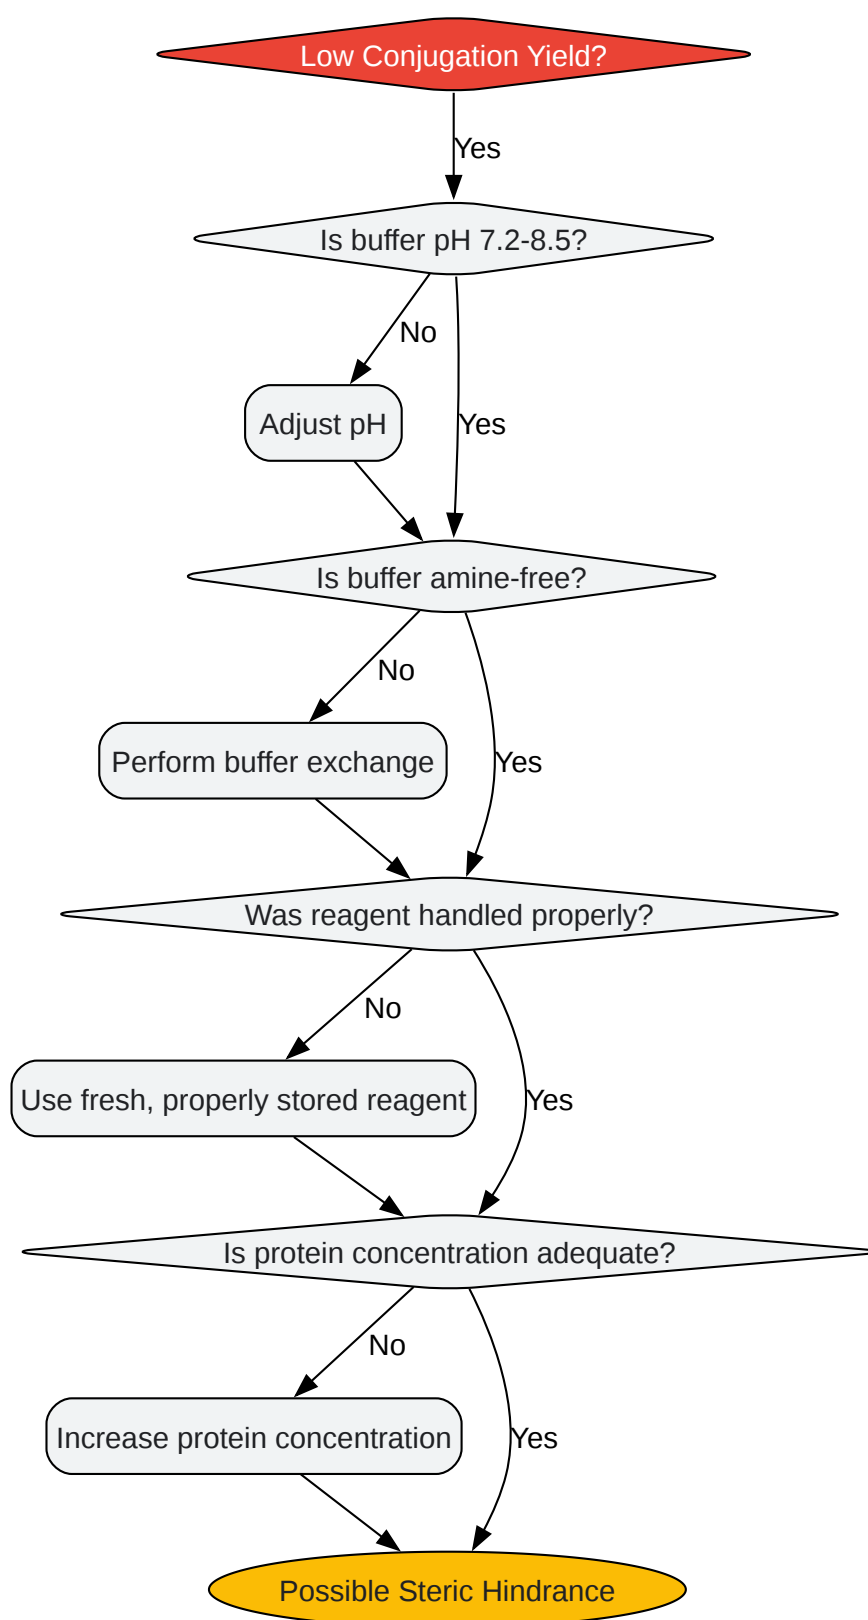 Low Conjugation Yield?
Yes
Is buffer pH 7.2-8.5?
No
Adjust pH
Yes
Is buffer amine-free?
No
Perform buffer exchange
Yes
Was reagent handled properly?
No
Use fresh, properly stored reagent
Yes
Is protein concentration adequate?
No
Increase protein concentration
Yes
Possible Steric Hindrance